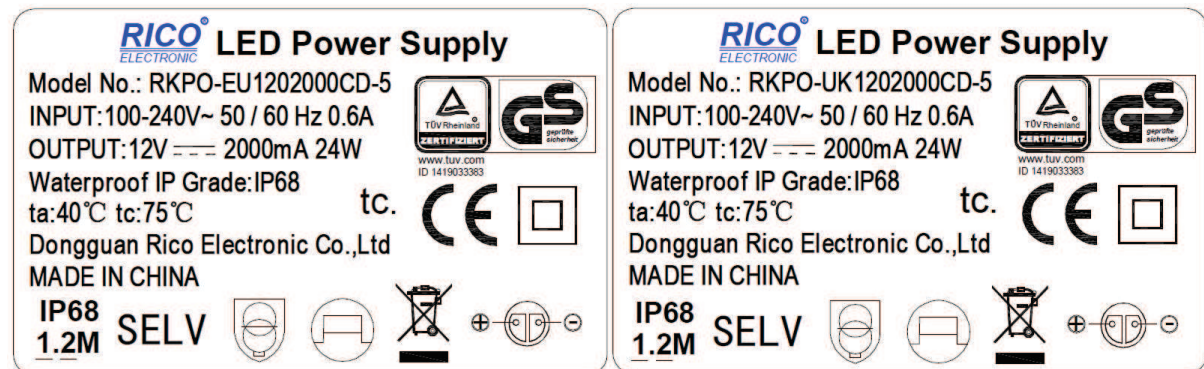 RICO® LED Power Supply
ELECTRONIC
Model No.: RKPO-EU1202000CD-5
INPUT:100-240V~ 50 / 60 Hz 0.6A
OUTPUT:12V 2000mA 24W
Waterproof IP Grade:IP68
ta:40℃ tc:75℃
tc.
Dongguan Rico Electronic Co.,Ltd
MADE IN CHINA
TÜVRheinland
ZERTIFIZIERT
GS
geprüfte
sicherheit
www.tuv.com
ID 1419033383
CE
IP68
1.2M
SELV
RICO® LED Power Supply
ELECTRONIC
Model No.: RKPO-UK1202000CD-5
INPUT:100-240V~ 50 / 60 Hz 0.6A
OUTPUT:12V 2000mA 24W
Waterproof IP Grade:IP68
ta:40℃ tc:75℃
tc.
Dongguan Rico Electronic Co.,Ltd
MADE IN CHINA
TÜVRheinland
ZERTIFIZIERT
GS
geprüfte
sicherheit
www.tuv.com
ID 1419033383
CE
IP68
1.2M
SELV